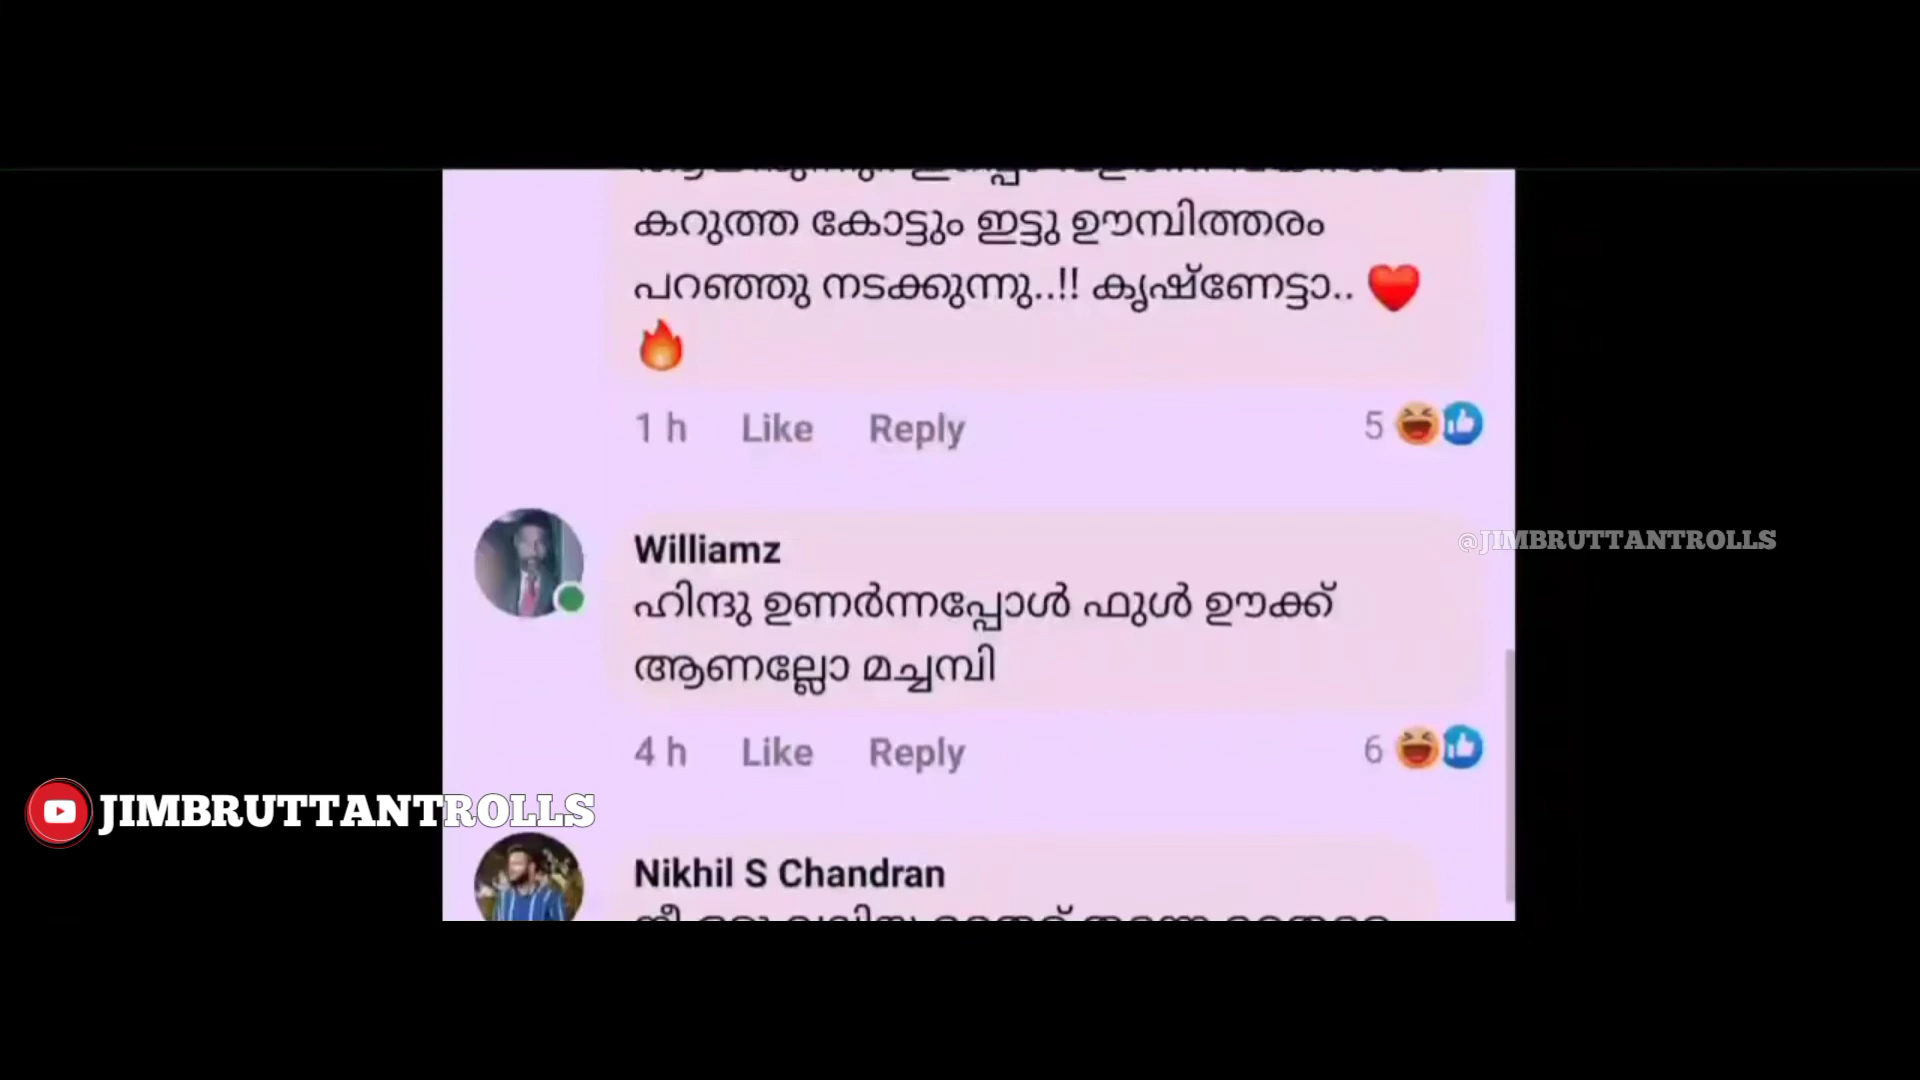 കറുത്ത കോട്ടും ഇട്ടു ഊമ്പിത്തരം
പറഞ്ഞു നടക്കുന്നു..!! കൃഷ്ണേട്ടാ.. ❤️
🔥
1 h Like Reply 5
Williamz
ഹിന്ദു ഉണർന്നപ്പോൾ ഫുൾ ഊക്ക്
ആണല്ലോ മച്ചമ്പി
@JIMBRUTTANTROLLS
4 h Like Reply 6
JIMBRUTTANTROLLS
Nikhil S Chandran